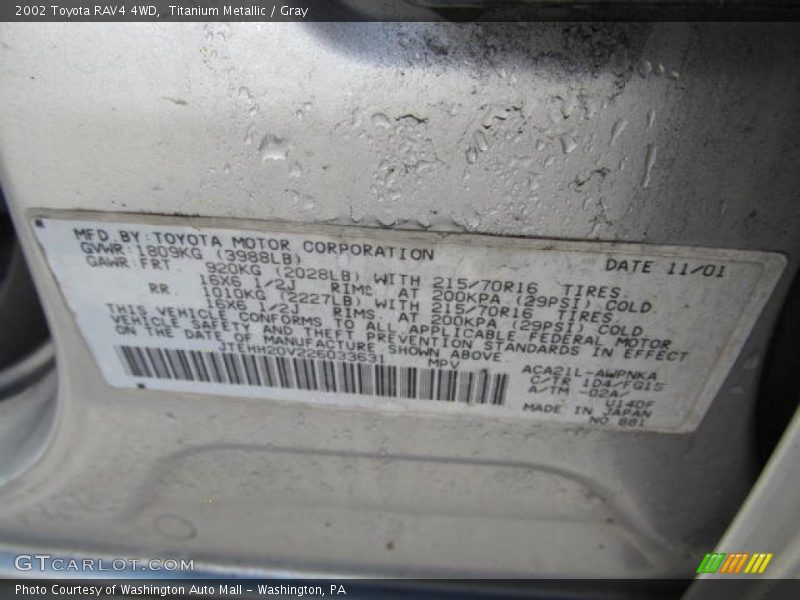 2002 Toyota RAV4 4WD, Titanium Metallic / Gray
MFD BY TOYOTA MOTOR CORPORATION DATE 11/01
GVWR 1809KG (3988LB)
GAWR FRT 920KG (2028LB) WITH 215/70R16 TIRES
16X6 1/2J RIMS AT 200KPA (29PSI) COLD
RR 1010KG (2227LB) WITH 215/70R16 TIRES
16X6 1/2J RIMS AT 200KPA (29PSI) COLD
THIS VEHICLE CONFORMS TO ALL APPLICABLE FEDERAL MOTOR
VEHICLE SAFETY AND THEFT PREVENTION STANDARDS IN EFFECT
ON THE DATE OF MANUFACTURE SHOWN ABOVE
JTEHH20V226033631 MPV
ACA21L-AWPNKA
C/TR 1D4/FG15
A/TM -02A/
U140F
MADE IN JAPAN
NO 881
GTCARLOT.COM
Photo Courtesy of Washington Auto Mall - Washington, PA